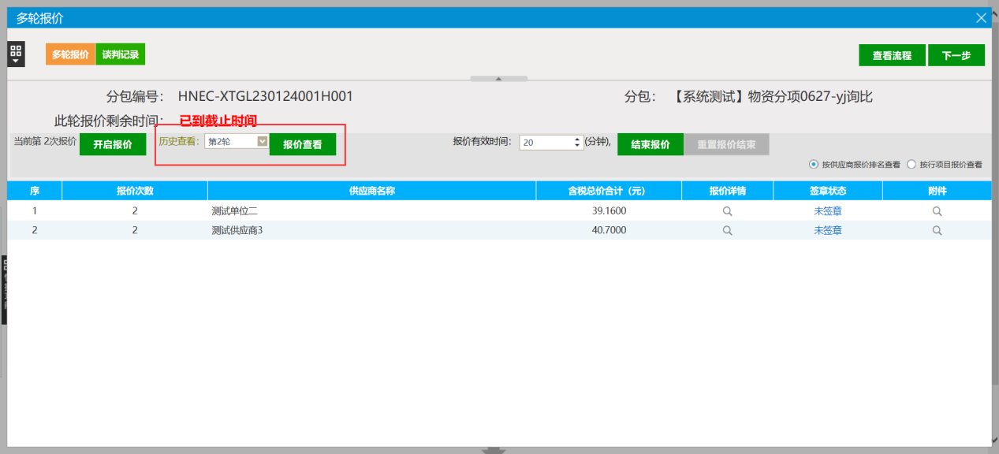 多轮报价
多轮报价 谈判记录 查看流程 下一步
分包编号： HNEC-XTGL230124001H001 分包： 【系统测试】物资分项0627-yj询比
此轮报价剩余时间： 已到截止时间
当前第 2次报价 开启报价 历史查看： 第2轮 报价查看 报价有效时间： 20 (分钟), 结束报价 重置报价结束
按供应商报价排名查看 按行项目报价查看
序 报价次数 供应商名称 含税总价合计（元） 报价详情 签章状态 附件
1 2 测试单位二 39.1600 未签章
2 2 测试供应商3 40.7000 未签章